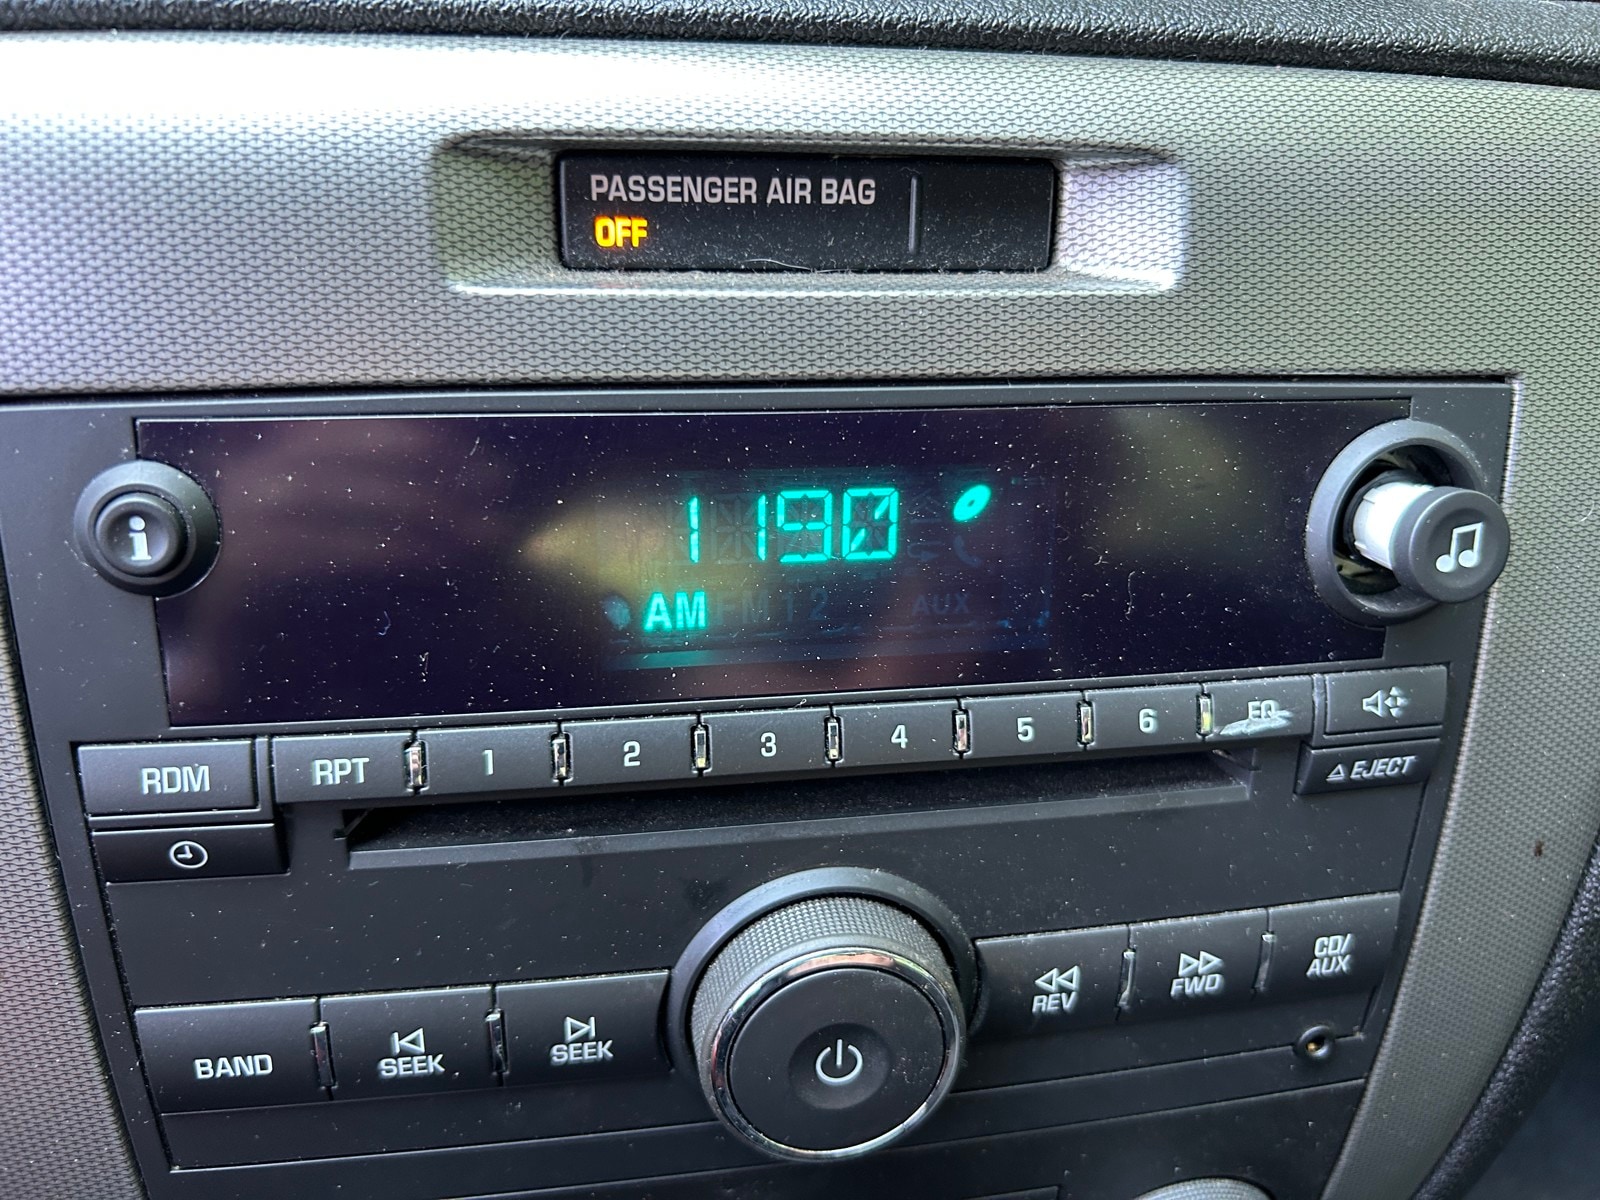 PASSENGER AIR BAG
OFF
1190
AM FM 1 2 AUX
i
RPT 1 2 3 4 5 6 EQ
RDM
EJECT
BAND SEEK SEEK REV FWD CD/
AUX